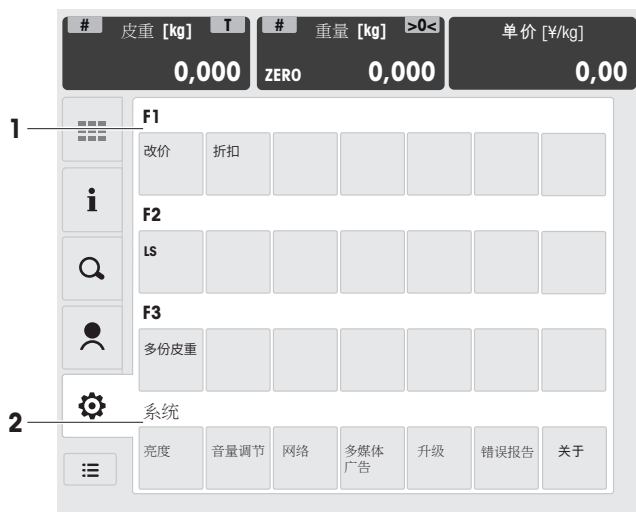 # 皮重 [kg] T # 重量 [kg] >0< 单价 [¥/kg]
0,000 ZERO 0,000 0,00
1
F1
改价 折扣
i
F2
LS
F3
多份皮重
2
系统
亮度 音量调节 网络 多媒体广告 升级 错误报告 关于